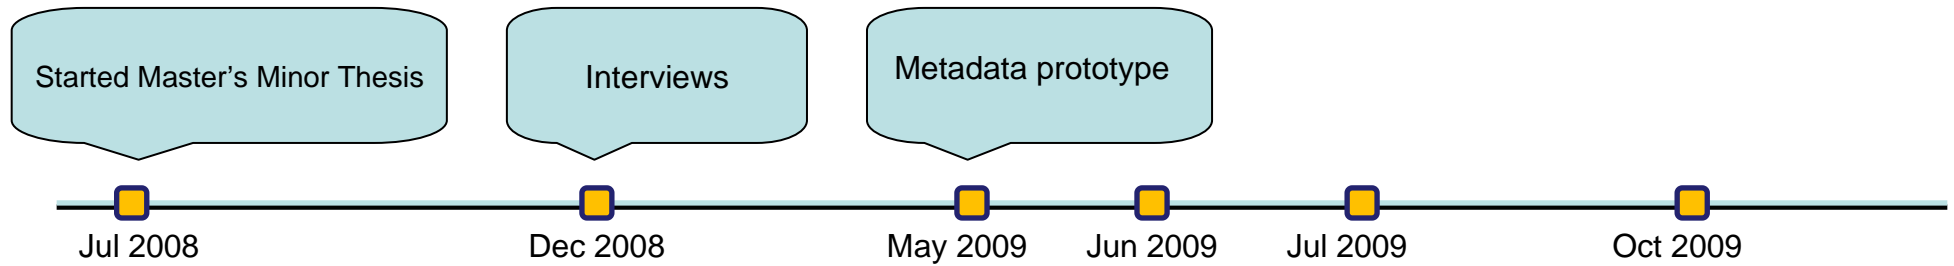 Started Master's Minor Thesis
Interviews
Metadata prototype
Jul 2008
Dec 2008
May 2009
Jun 2009
Jul 2009
Oct 2009